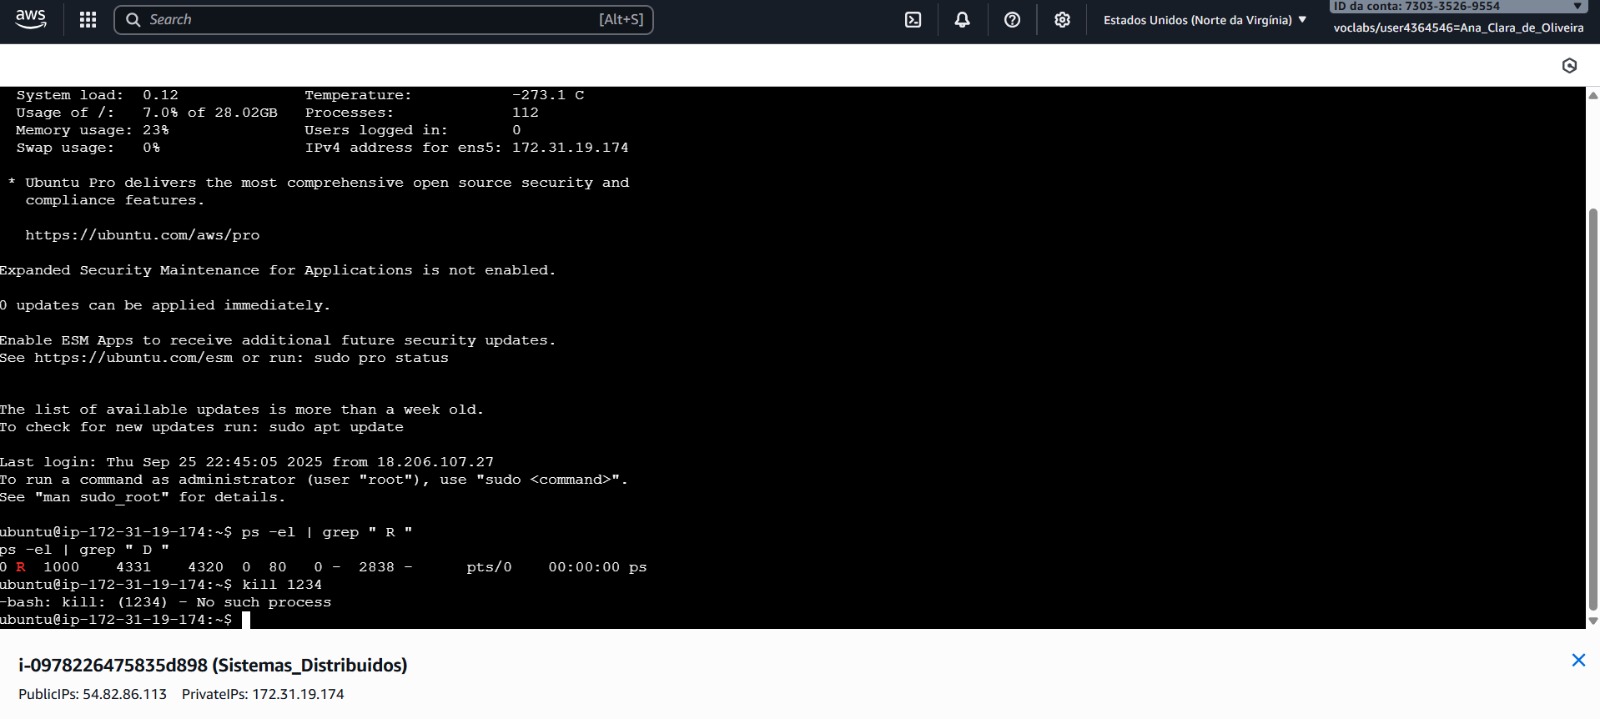 aws
Search [Alt+S]
Estados Unidos (Norte da Virgínia)
ID da conta: 7303-3526-9554
voclabs/user4364546=Ana_Clara_de_Oliveira
System load: 0.12 Temperature: -273.1 C
Usage of /: 7.0% of 28.02GB Processes: 112
Memory usage: 23% Users logged in: 0
Swap usage: 0% IPv4 address for ens5: 172.31.19.174
* Ubuntu Pro delivers the most comprehensive open source security and
compliance features.
https://ubuntu.com/aws/pro
Expanded Security Maintenance for Applications is not enabled.
0 updates can be applied immediately.
Enable ESM Apps to receive additional future security updates.
See https://ubuntu.com/esm or run: sudo pro status
The list of available updates is more than a week old.
To check for new updates run: sudo apt update
Last login: Thu Sep 25 22:45:05 2025 from 18.206.107.27
To run a command as administrator (user "root"), use "sudo <command>".
See "man sudo_root" for details.
ubuntu@ip-172-31-19-174:~$ ps -el | grep " R "
ps -el | grep " D "
0 R 1000 4331 4320 0 80 0 - 2838 - pts/0 00:00:00 ps
ubuntu@ip-172-31-19-174:~$ kill 1234
-bash: kill: (1234) - No such process
ubuntu@ip-172-31-19-174:~$
i-0978226475835d898 (Sistemas_Distribuidos)
PublicIPs: 54.82.86.113 PrivateIPs: 172.31.19.174